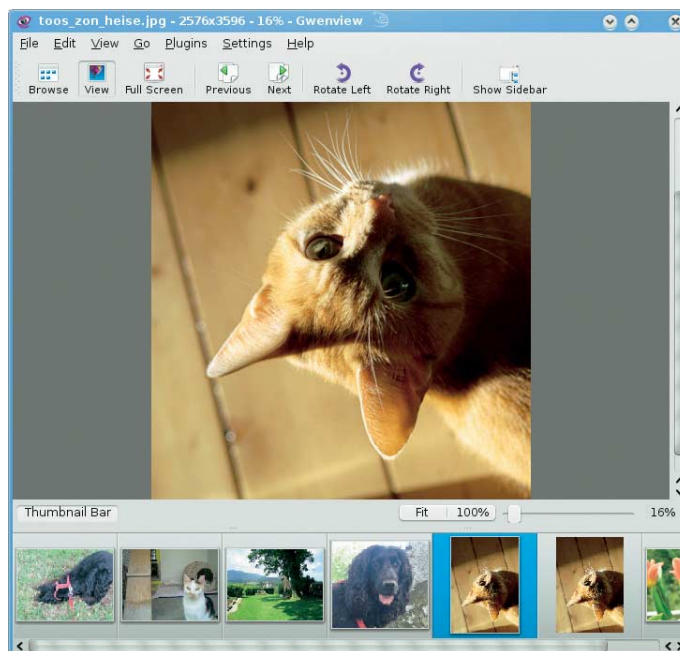 toos_zon_heise.jpg - 2576x3596 - 16% - Gwenview
File Edit View Go Plugins Settings Help
Browse View Full Screen Previous Next Rotate Left Rotate Right Show Sidebar
Thumbnail Bar Fit 100% 16%